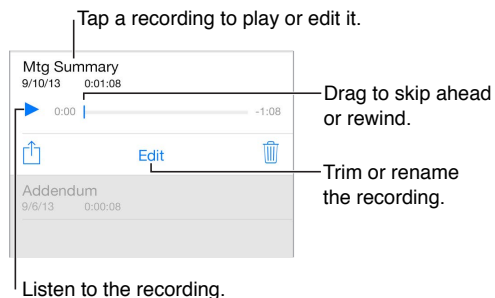 Tap a recording to play or edit it.
Mtg Summary
9/10/13 0:01:08
0:00 -1:08
Drag to skip ahead
or rewind.
Edit
Trim or rename
the recording.
Addendum
9/6/13 0:00:08
Listen to the recording.